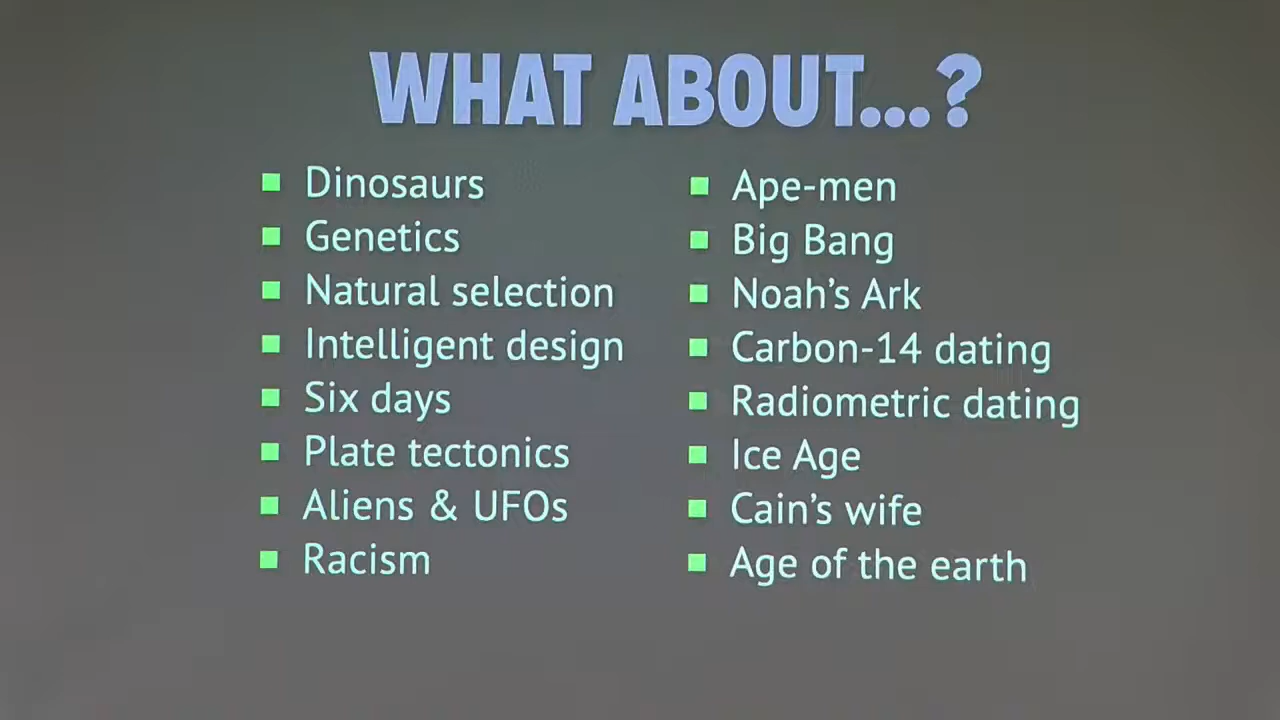 WHAT ABOUT...?
Dinosaurs
Genetics
Natural selection
Intelligent design
Six days
Plate tectonics
Aliens & UFOs
Racism
Ape-men
Big Bang
Noah’s Ark
Carbon-14 dating
Radiometric dating
Ice Age
Cain’s wife
Age of the earth